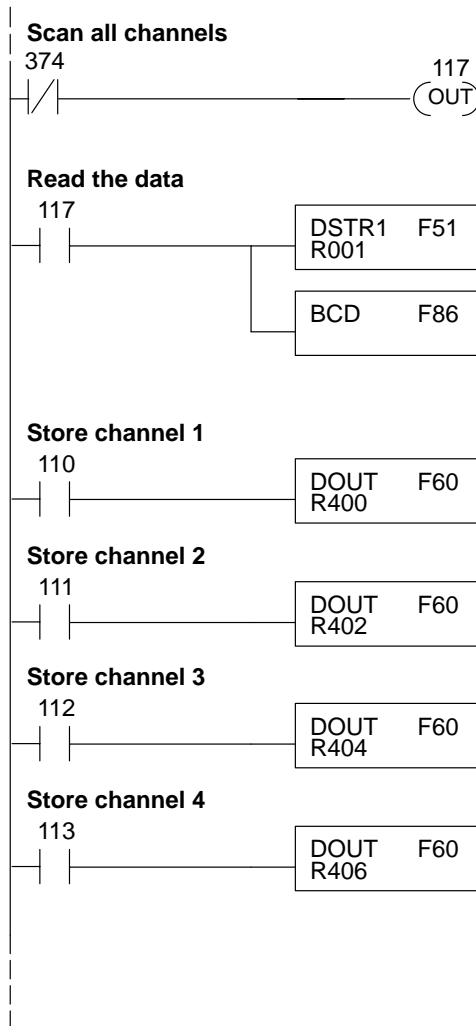 Scan all channels
374
117
OUT
Read the data
117
DSTR1 F51
R001
BCD F86
Store channel 1
110
DOUT F60
R400
Store channel 2
111
DOUT F60
R402
Store channel 3
112
DOUT F60
R404
Store channel 4
113
DOUT F60
R406